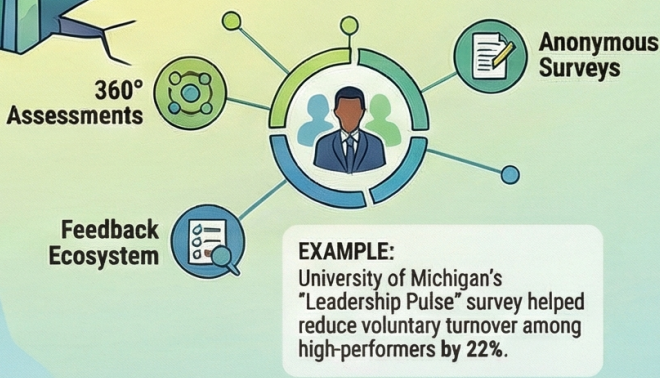 Anonymous
Surveys
360°
Assessments
Feedback
Ecosystem
EXAMPLE:
University of Michigan's
"Leadership Pulse" survey helped
reduce voluntary turnover among
high-performers by 22%.